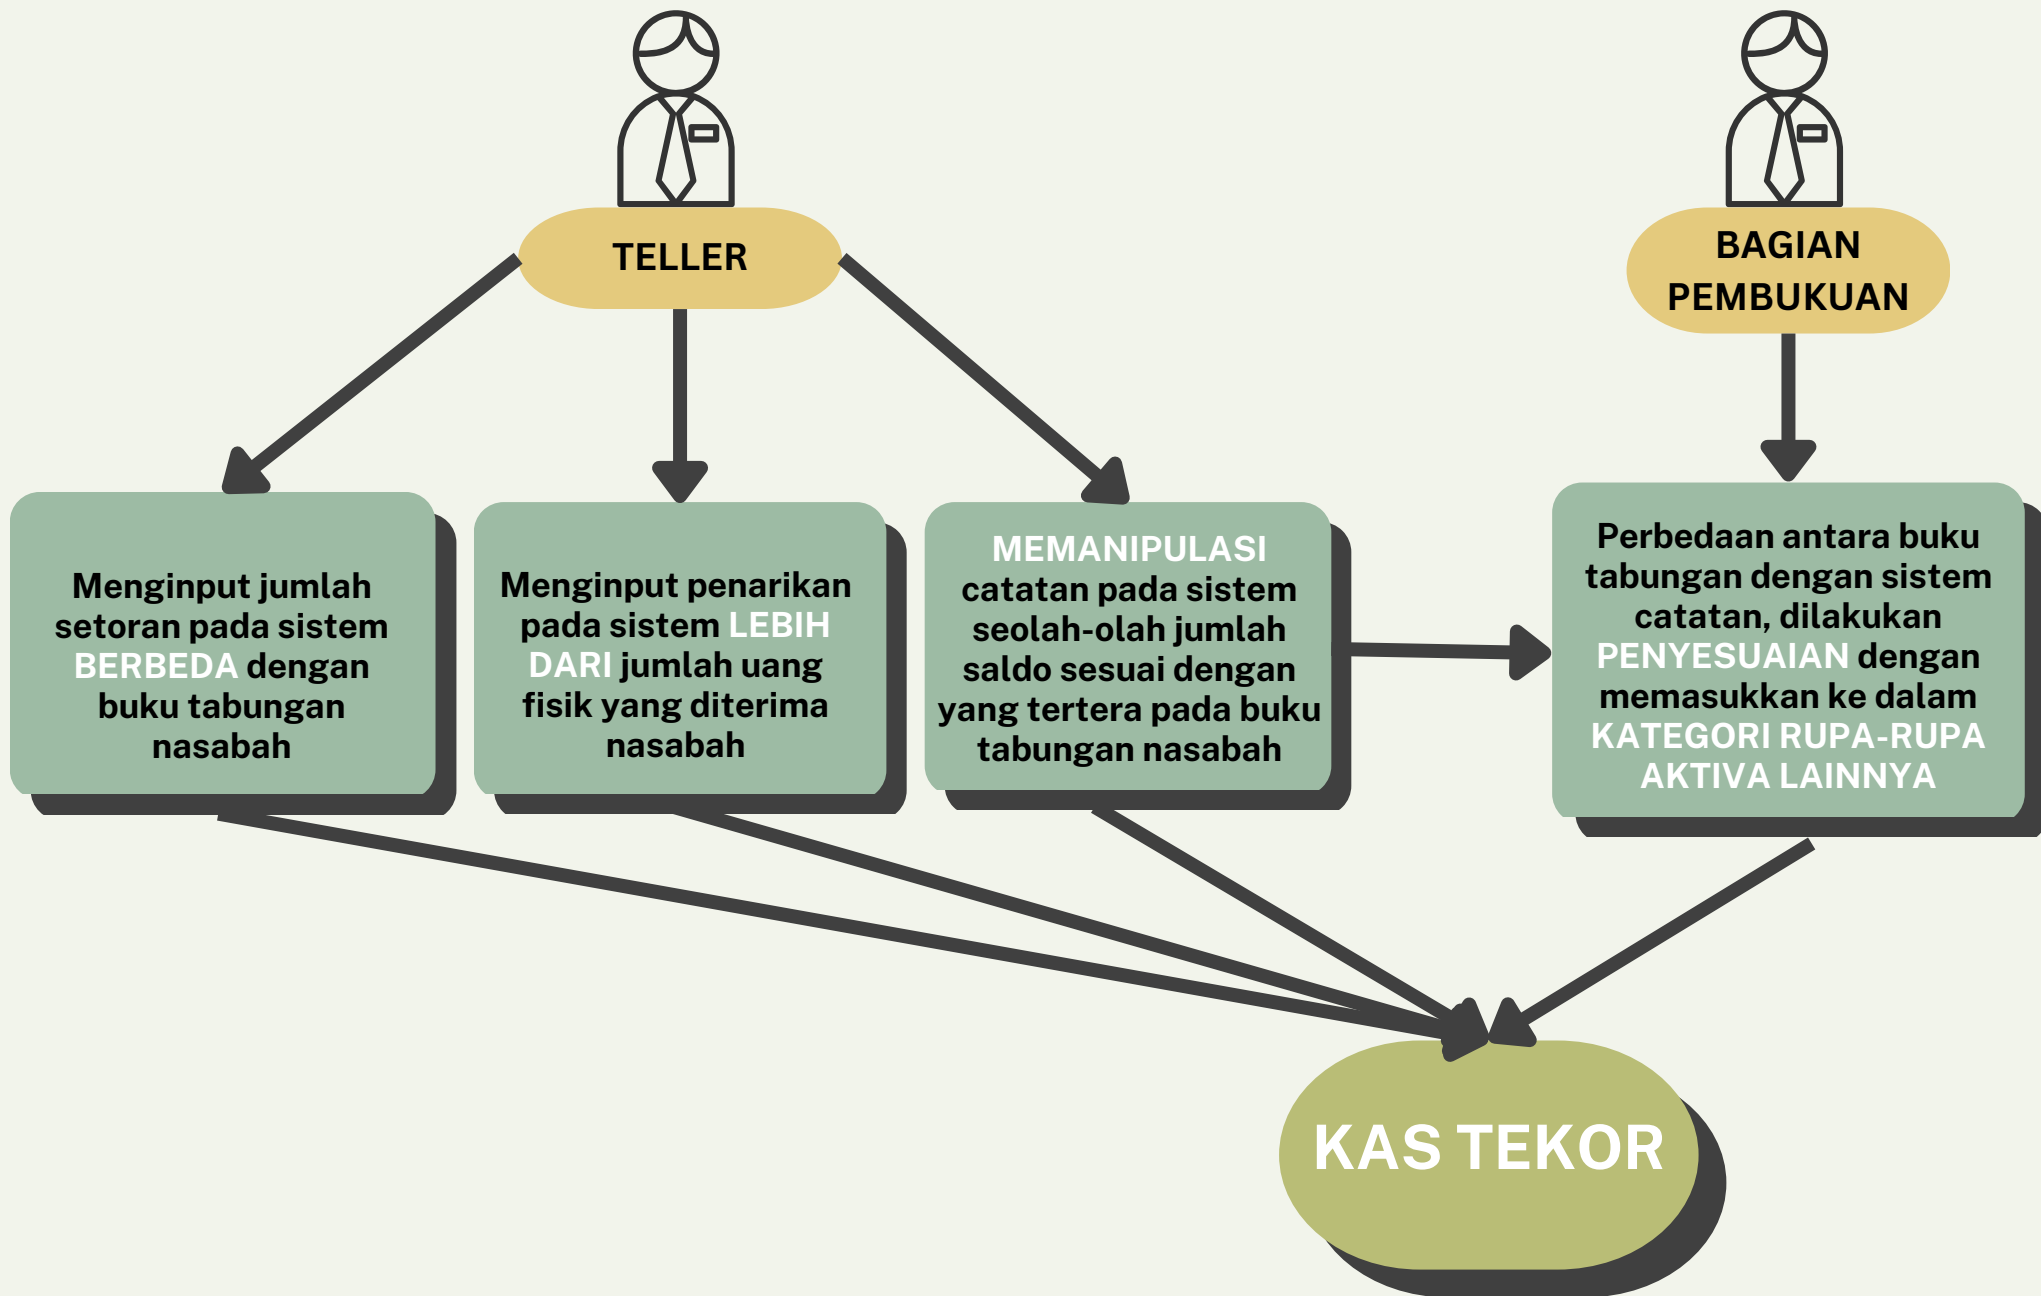 TELLER
BAGIAN
PEMBUKUAN
Menginput jumlah
setoran pada sistem
BERBEDA dengan
buku tabungan
nasabah
Menginput penarikan
pada sistem LEBIH
DARI jumlah uang
fisik yang diterima
nasabah
MEMANIPULASI
catatan pada sistem
seolah-olah jumlah
saldo sesuai dengan
yang tertera pada buku
tabungan nasabah
Perbedaan antara buku
tabungan dengan sistem
catatan, dilakukan
PENYESUAIAN dengan
memasukkan ke dalam
KATEGORI RUPA-RUPA
AKTIVA LAINNYA
KAS TEKOR